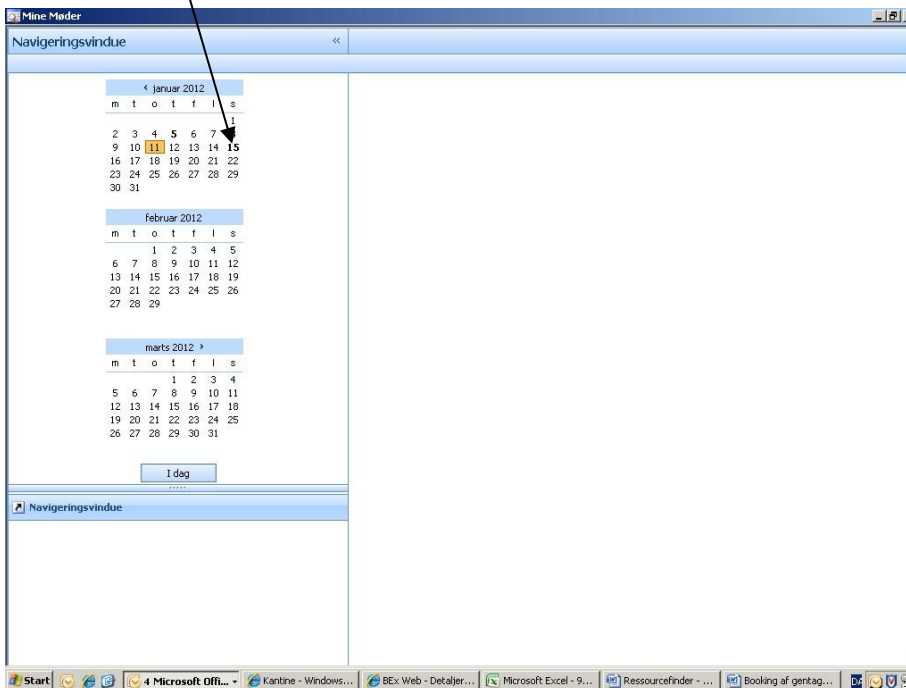 Mine Møder
Navigeringsvindue «
januar 2012
m t o t f l s
1
2 3 4 5 6 7
9 10 11 12 13 14 15
16 17 18 19 20 21 22
23 24 25 26 27 28 29
30 31
februar 2012
m t o t f l s
1 2 3 4 5
6 7 8 9 10 11 12
13 14 15 16 17 18 19
20 21 22 23 24 25 26
27 28 29
marts 2012
m t o t f l s
1 2 3 4
5 6 7 8 9 10 11
12 13 14 15 16 17 18
19 20 21 22 23 24 25
26 27 28 29 30 31
I dag
Navigeringsvindue
Start 4 Microsoft Offi... Kantine - Windows... BEx Web - Detaljer... Microsoft Excel - 9... Ressourcefinder - ... Booking af gentag... DA